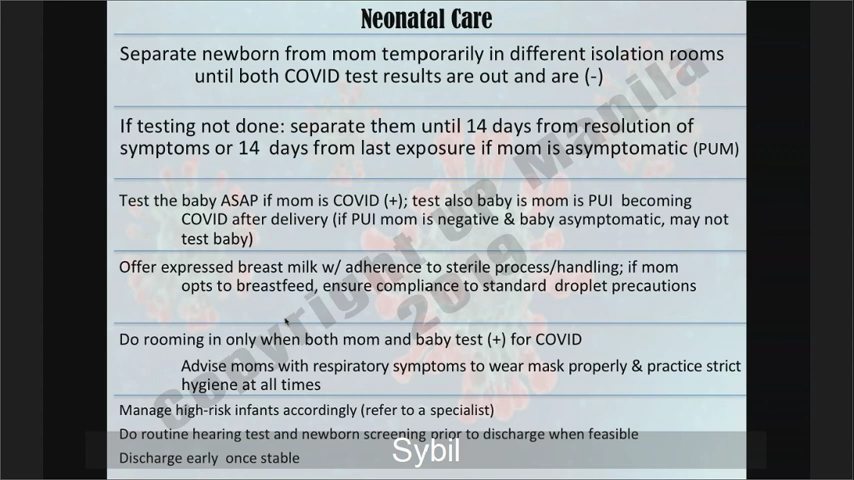 Neonatal Care
Separate newborn from mom temporarily in different isolation rooms
until both COVID test results are out and are (-)
If testing not done: separate them until 14 days from resolution of
symptoms or 14 days from last exposure if mom is asymptomatic (PUM)
Test the baby ASAP if mom is COVID (+); test also baby is mom is PUI becoming
COVID after delivery (if PUI mom is negative & baby asymptomatic, may not
test baby)
Offer expressed breast milk w/ adherence to sterile process/handling; if mom
opts to breastfeed, ensure compliance to standard droplet precautions
Do rooming in only when both mom and baby test (+) for COVID
Advise moms with respiratory symptoms to wear mask properly & practice strict
hygiene at all times
Manage high-risk infants accordingly (refer to a specialist)
Do routine hearing test and newborn screening prior to discharge when feasible
Discharge early once stable
Sybil
copyright UP Manila
2019